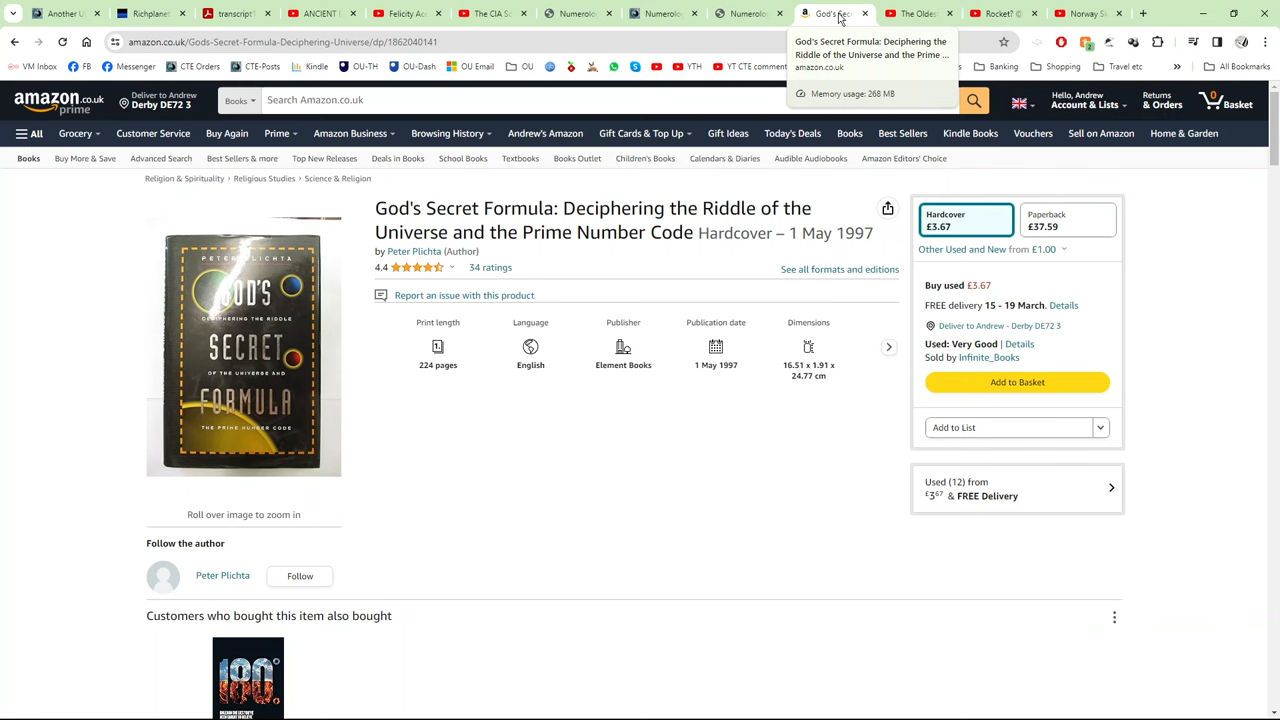 Latest U
Richplanet
transcript1
ANCIENT E
Felicity Ac
The CIA Sc
Numerolog
Numerolog
Numerolog
God's Sec
The Oldes
Rocket? @
Norway Sk
amazon.co.uk/Gods-Secret-Formula-Deciphering-Universe/dp/1862040141
God's Secret Formula: Deciphering the
Riddle of the Universe and the Prime ...
amazon.co.uk
Memory usage: 268 MB
VM Inbox
CTE Orders
Messenger
CTE Orders
PayPal
Kindle
OU-TH
OU-Dash
OU Email
OU
YTH
YT CTE comment
Banking
Shopping
Travel etc
All Bookmarks
amazon.co.uk
prime
Deliver to Andrew
Derby DE72 3
Books
Search Amazon.co.uk
Hello, Andrew
Account & Lists
Returns
& Orders
0
Basket
All
Grocery
Customer Service
Buy Again
Prime
Amazon Business
Browsing History
Andrew's Amazon
Gift Cards & Top Up
Gift Ideas
Today's Deals
Books
Best Sellers
Kindle Books
Vouchers
Sell on Amazon
Home & Garden
Books
Buy More & Save
Advanced Search
Best Sellers & more
Top New Releases
Deals in Books
School Books
Textbooks
Books Outlet
Children's Books
Calendars & Diaries
Audible Audiobooks
Amazon Editors' Choice
Religion & Spirituality › Religious Studies › Science & Religion
PETER PLICHTA
GOD'S
DECIPHERING THE RIDDLE
SECRET
OF THE UNIVERSE AND
FORMULA
THE PRIME NUMBER CODE
Roll over image to zoom in
Follow the author
Peter Plichta
Follow
God's Secret Formula: Deciphering the Riddle of the
Universe and the Prime Number Code Hardcover – 1 May 1997
by Peter Plichta (Author)
4.4
34 ratings
See all formats and editions
Report an issue with this product
Print length
224 pages
Language
English
Publisher
Element Books
Publication date
1 May 1997
Dimensions
16.51 x 1.91 x
24.77 cm
Hardcover
£3.67
Paperback
£37.59
Other Used and New from £1.00
Buy used £3.67
FREE delivery 15 - 19 March. Details
Deliver to Andrew - Derby DE72 3
Used: Very Good | Details
Sold by Infinite_Books
Add to Basket
Add to List
Used (12) from
£367 & FREE Delivery
Customers who bought this item also bought
180°